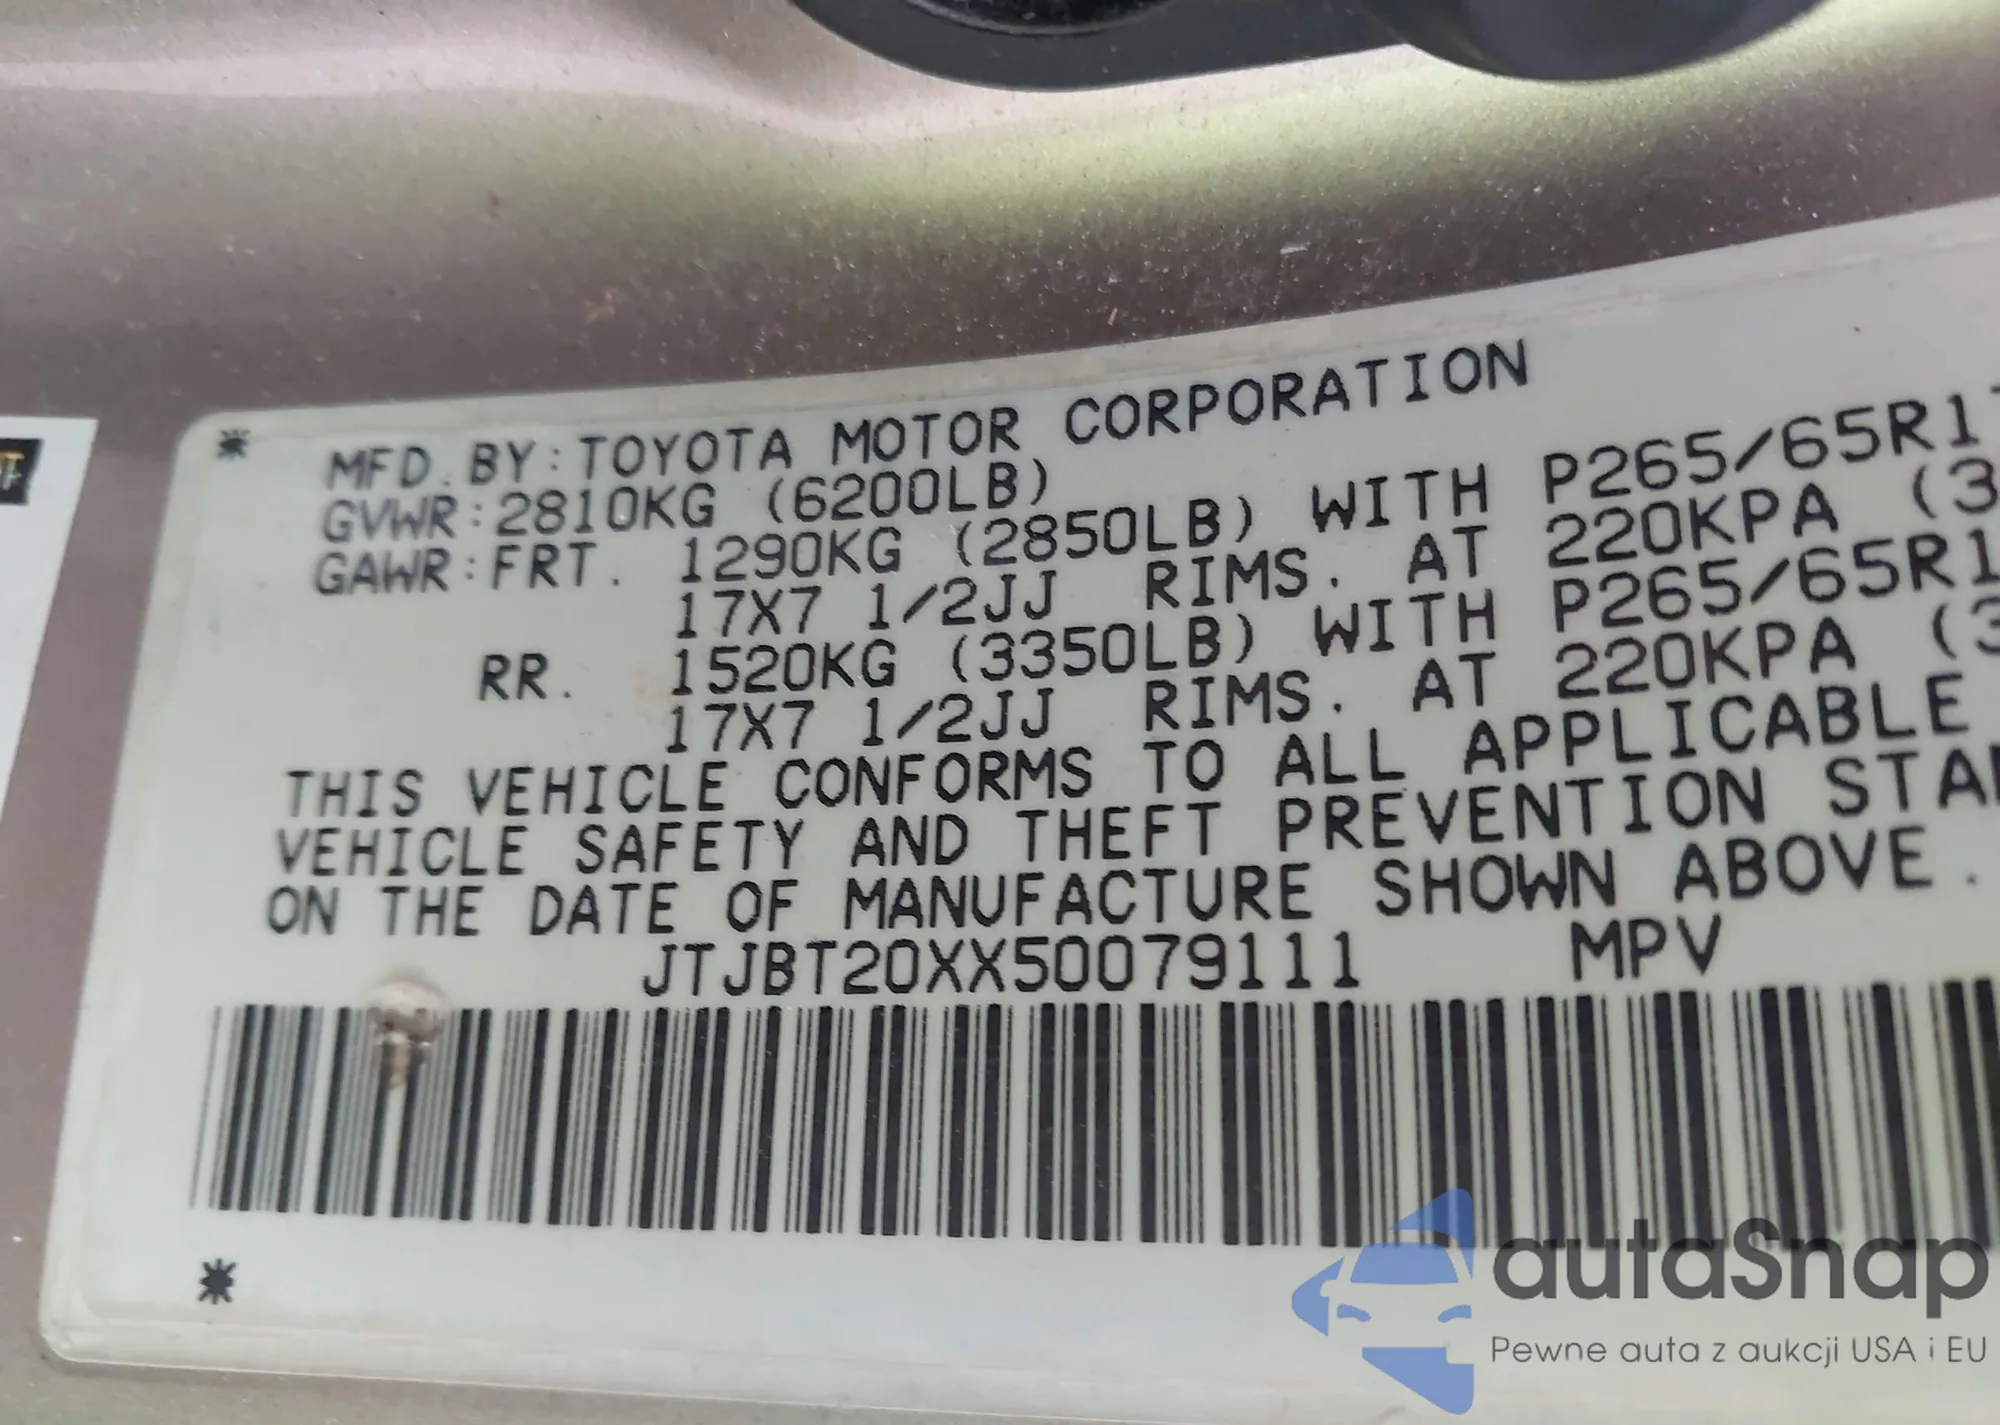 *
MFD.BY:TOYOTA MOTOR CORPORATION
GVWR:2810KG (6200LB)
GAWR:FRT. 1290KG (2850LB) WITH P265/65R1
17X7 1/2JJ RIMS. AT 220KPA (3
RR. 1520KG (3350LB) WITH P265/65R1
17X7 1/2JJ RIMS. AT 220KPA (3
THIS VEHICLE CONFORMS TO ALL APPLICABLE
VEHICLE SAFETY AND THEFT PREVENTION STA
ON THE DATE OF MANUFACTURE SHOWN ABOVE.
JTJBT20XX50079111 MPV
*
autaSnap
Pewne auta z aukcji USA i EU